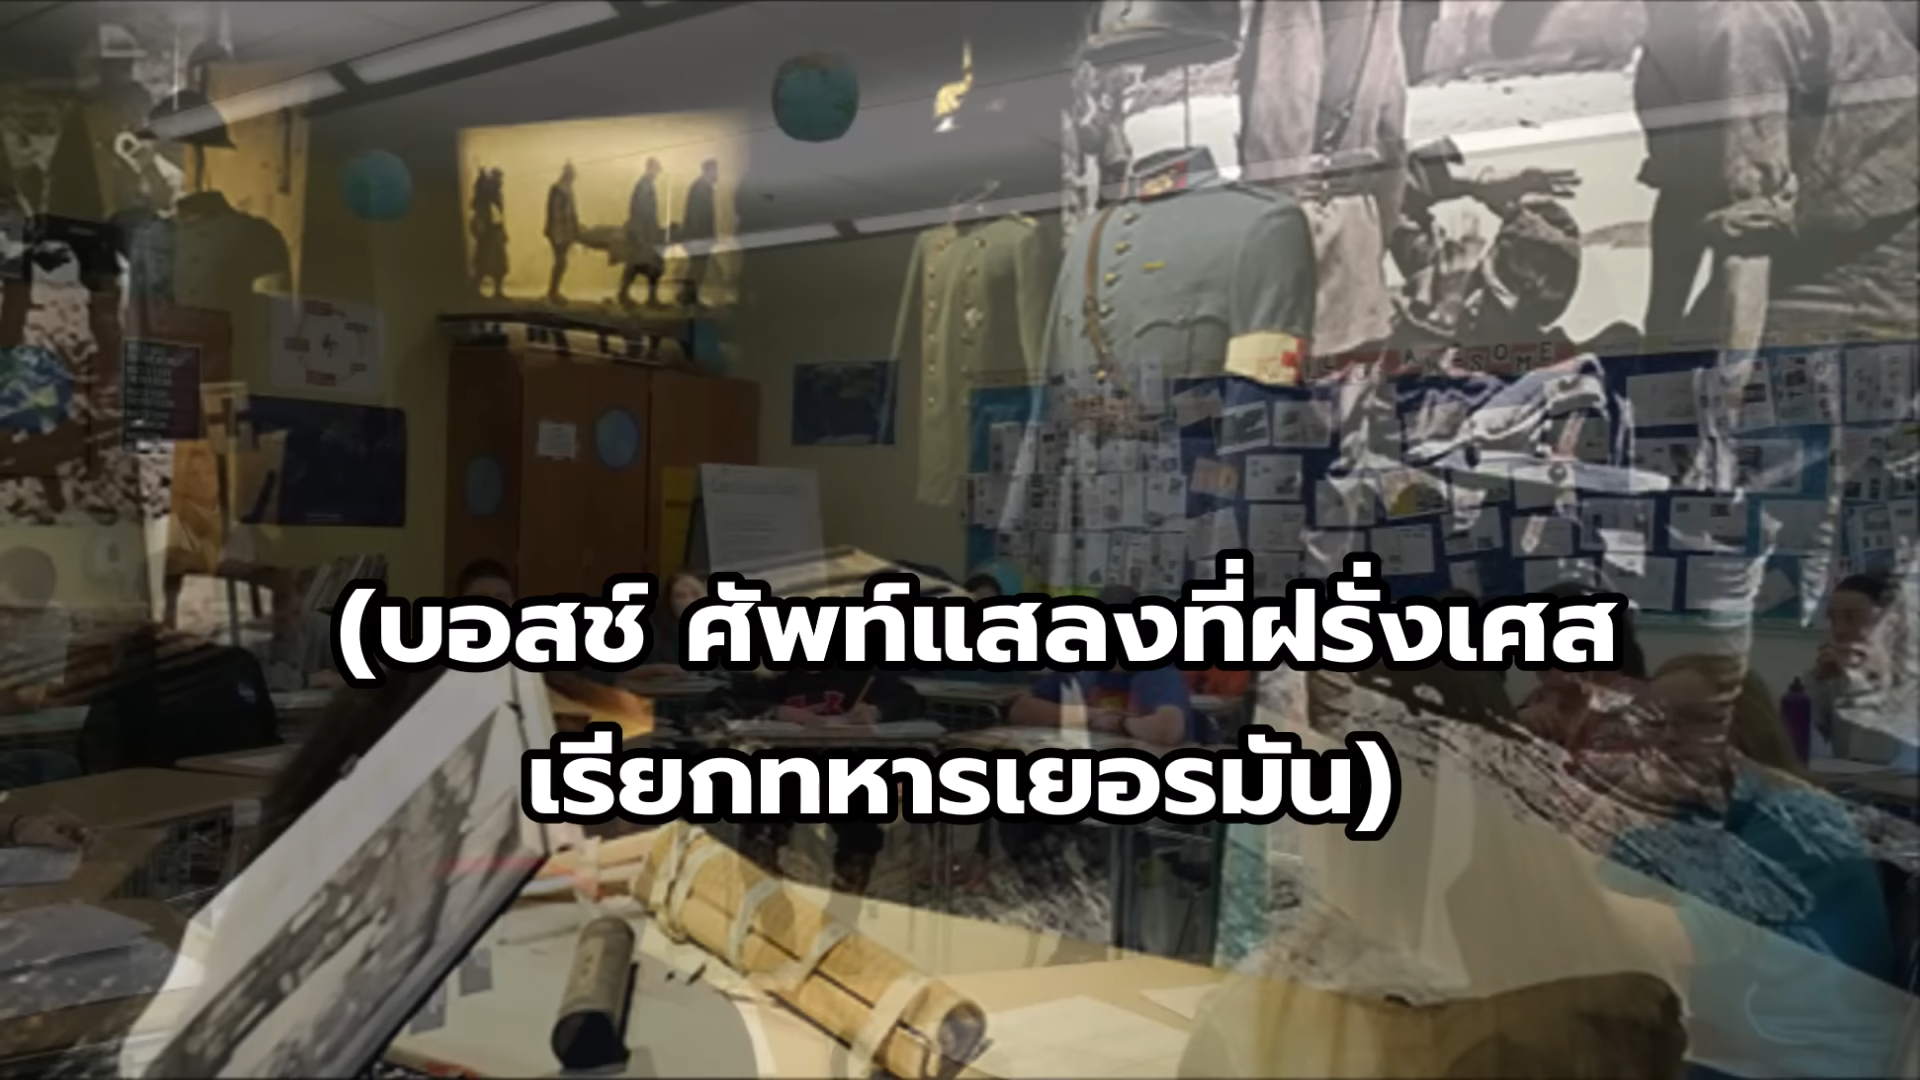 (บอสช์ ศัพท์แสลงที่ฝรั่งเศส
เรียกทหารเยอรมัน)